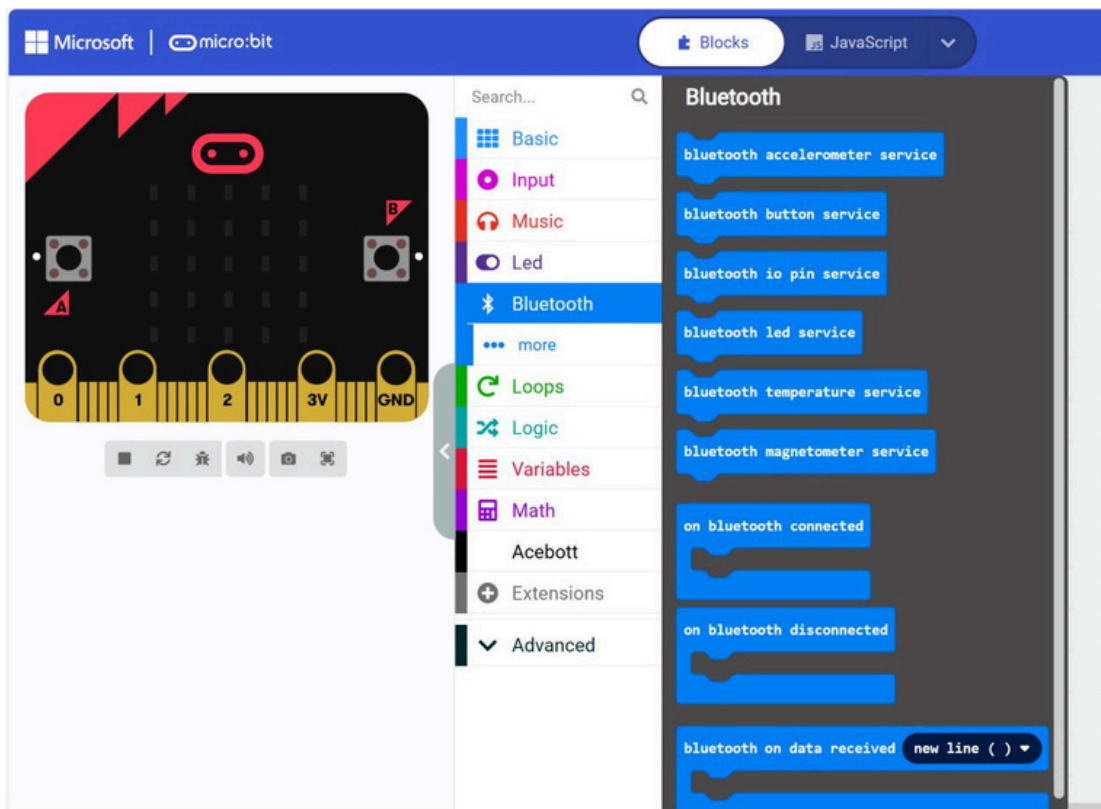 Microsoft | micro:bit
Blocks
JS JavaScript
Search...
Basic
Input
Music
Led
Bluetooth
more
Loops
Logic
Variables
Math
Acebott
Extensions
Advanced
B
A
0 1 2 3V GND
Bluetooth
bluetooth accelerometer service
bluetooth button service
bluetooth io pin service
bluetooth led service
bluetooth temperature service
bluetooth magnetometer service
on bluetooth connected
on bluetooth disconnected
bluetooth on data received new line ( )